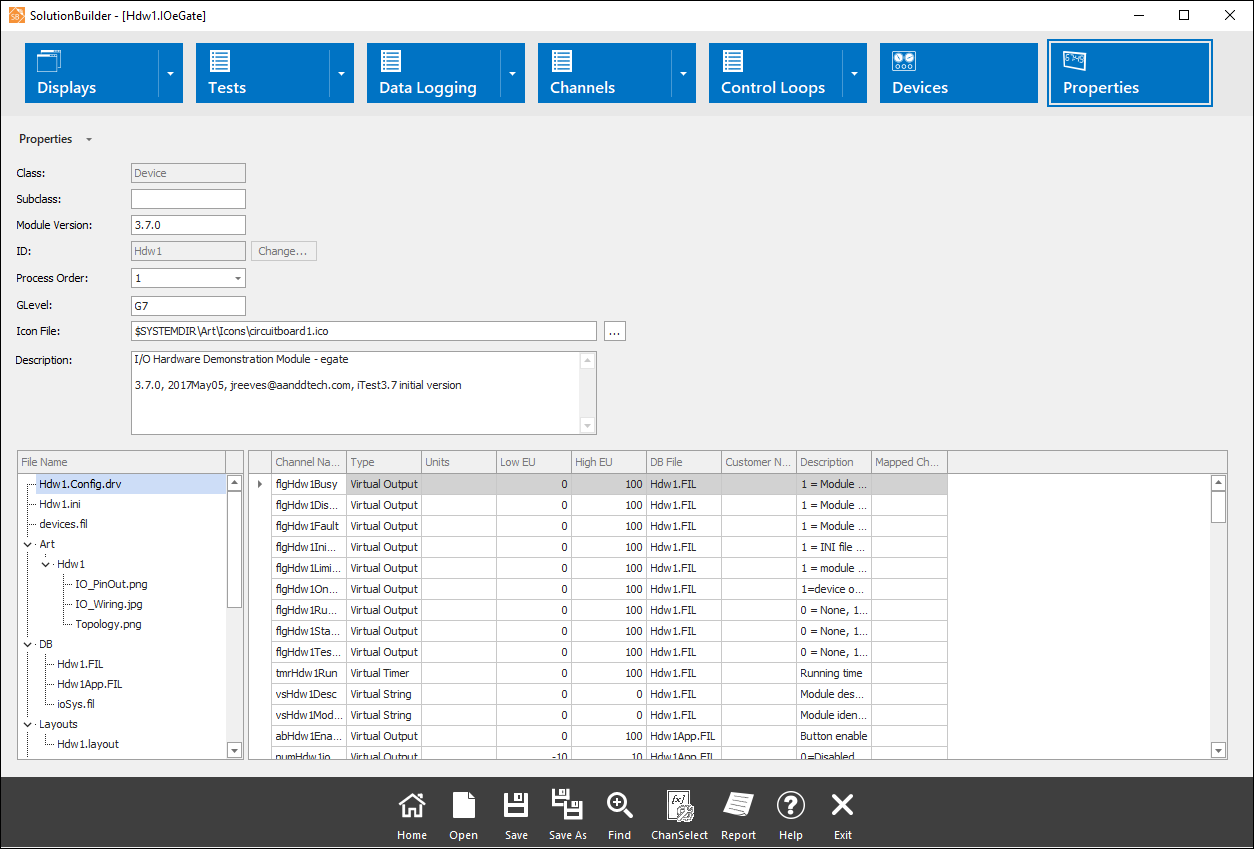 SolutionBuilder - [Hdw1.IOeGate]
Displays Tests Data Logging Channels Control Loops Devices Properties
Properties
Class: Device
Subclass:
Module Version: 3.7.0
ID: Hdw1 Change...
Process Order: 1
GLevel: G7
Icon File: $SYSTEMDIR\Art\Icons\circuitboard1.ico ...
Description: I/O Hardware Demonstration Module - egate
3.7.0, 2017May05, jreeves@aanddtech.com, iTest3.7 initial version
File Name
Hdw1.Config.drv
Hdw1.ini
devices.fil
Art
Hdw1
IO_PinOut.png
IO_Wiring.jpg
Topology.png
DB
Hdw1.FIL
Hdw1App.FIL
ioSys.fil
Layouts
Hdw1.layout
Channel Na... Type Units Low EU High EU DB File Customer N... Description Mapped Ch...
flgHdw1Busy Virtual Output 0 100 Hdw1.FIL 1 = Module ...
flgHdw1Dis... Virtual Output 0 100 Hdw1.FIL 1 = Module ...
flgHdw1Fault Virtual Output 0 100 Hdw1.FIL 1 = Module ...
flgHdw1Ini... Virtual Output 0 100 Hdw1.FIL 1 = INI file ...
flgHdw1Limi... Virtual Output 0 100 Hdw1.FIL 1 = module ...
flgHdw1On... Virtual Output 0 100 Hdw1.FIL 1=device o...
flgHdw1Ru... Virtual Output 0 100 Hdw1.FIL 0 = None, 1...
flgHdw1Sta... Virtual Output 0 100 Hdw1.FIL 0 = None, 1...
flgHdw1Tes... Virtual Output 0 100 Hdw1.FIL 0 = None, 1...
tmrHdw1Run Virtual Timer 0 100 Hdw1.FIL Running time
vsHdw1Desc Virtual String 0 0 Hdw1.FIL Module des...
vsHdw1Mod... Virtual String 0 0 Hdw1.FIL Module iden...
abHdw1Ena... Virtual Output 0 100 Hdw1App.FIL Button enable
numHdw1io... Virtual Output -10 10 Hdw1App.FIL 0=Disabled
Home Open Save Save As Find ChanSelect Report Help Exit